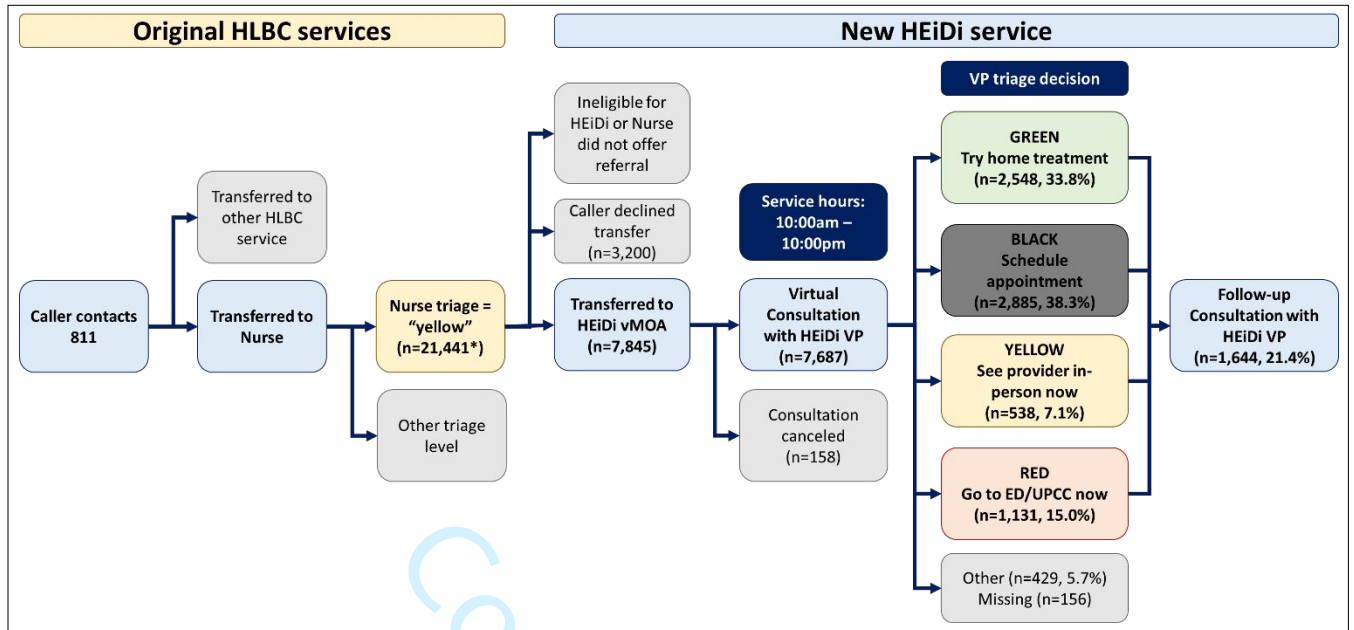 Original HLBC services
New HEiDi service
VP triage decision
Ineligible for
HEiDi or Nurse
did not offer
referral
GREEN
Try home treatment
(n=2,548, 33.8%)
Transferred to
other HLBC
service
Caller declined
transfer
(n=3,200)
Service hours:
10:00am –
10:00pm
BLACK
Schedule
appointment
(n=2,885, 38.3%)
Caller contacts
811
Transferred to
Nurse
Nurse triage =
“yellow”
(n=21,441*)
Transferred to
HEiDi vMOA
(n=7,845)
Virtual
Consultation
with HEiDi VP
(n=7,687)
Follow-up
Consultation with
HEiDi VP
(n=1,644, 21.4%)
YELLOW
See provider in-
person now
(n=538, 7.1%)
Other triage
level
Consultation
canceled
(n=158)
RED
Go to ED/UPCC now
(n=1,131, 15.0%)
Other (n=429, 5.7%)
Missing (n=156)